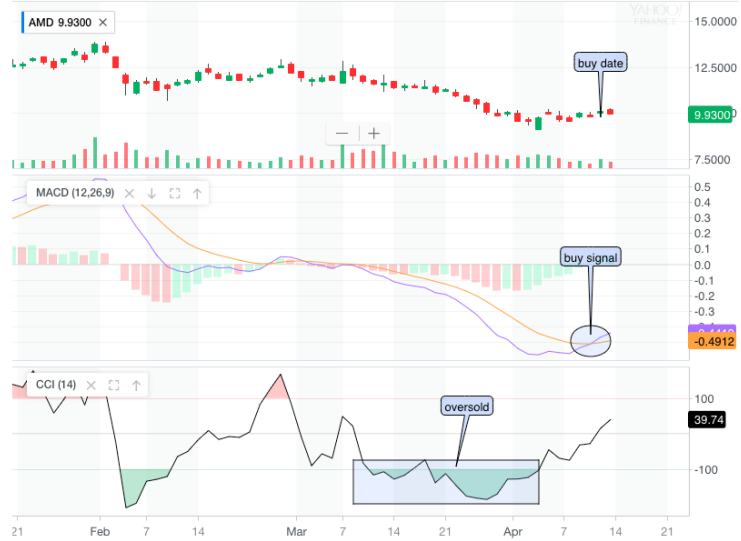 AMD 9.9300
YAHOO!
FINANCE
15.0000
buy date
12.5000
9.9300
7.5000
MACD (12,26,9)
0.5
0.4
0.3
0.2
0.1
0.0
-0.1
-0.2
-0.3
buy signal
-0.4912
CCI (14)
100
oversold
39.74
-100
21 Feb 7 14 Mar 7 14 21 Apr 7 14 21